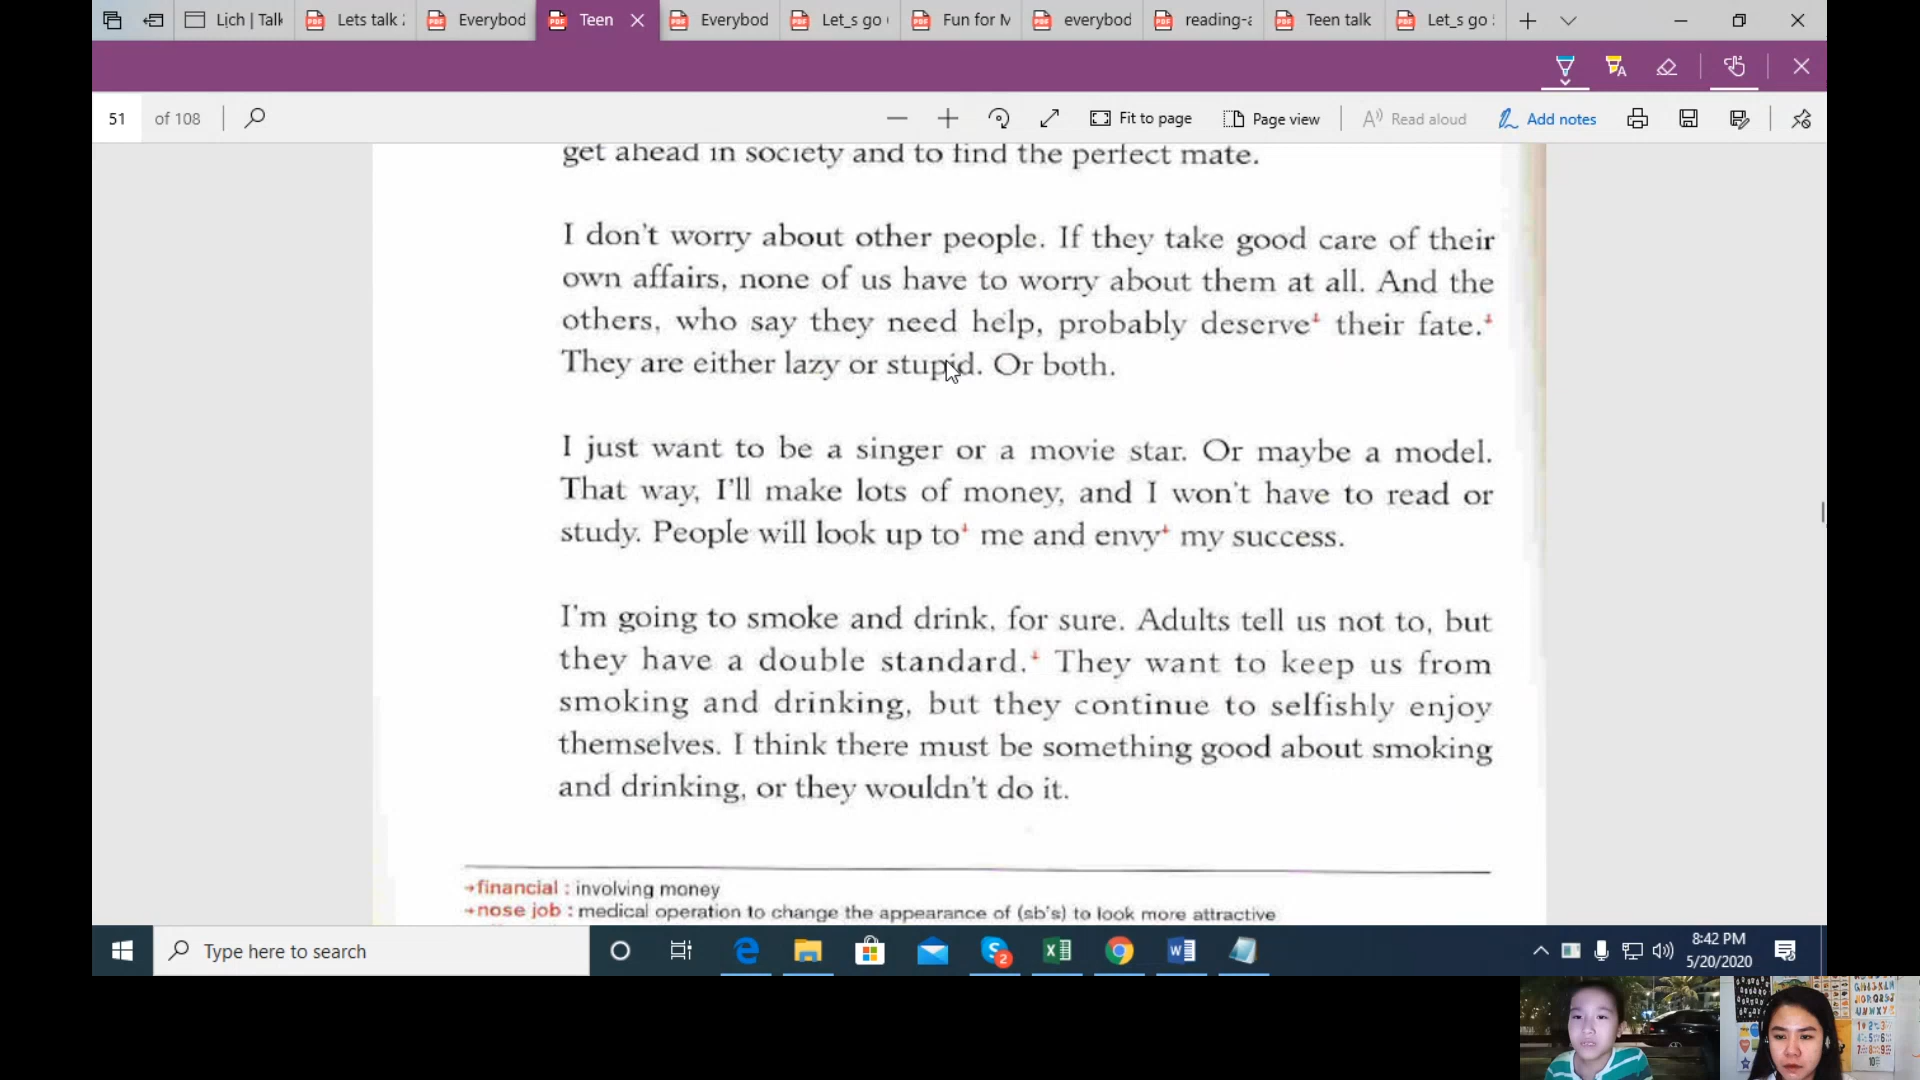 Lịch | Talk
Lets talk 2
Everybod
Teen
Everybod
Let_s go
Fun for M
everybod
reading-a
Teen talk
Let_s go
51
of 108
Fit to page
Page view
Read aloud
Add notes
get ahead in society and to find the perfect mate.
I don't worry about other people. If they take good care of their
own affairs, none of us have to worry about them at all. And the
others, who say they need help, probably deserve⁺ their fate.⁺
They are either lazy or stupid. Or both.
I just want to be a singer or a movie star. Or maybe a model.
That way, I'll make lots of money, and I won't have to read or
study. People will look up to⁺ me and envy⁺ my success.
I'm going to smoke and drink, for sure. Adults tell us not to, but
they have a double standard.⁺ They want to keep us from
smoking and drinking, but they continue to selfishly enjoy
themselves. I think there must be something good about smoking
and drinking, or they wouldn't do it.
financial : involving money
nose job : medical operation to change the appearance of (sb's) to look more attractive
Type here to search
2
8:42 PM
5/20/2020